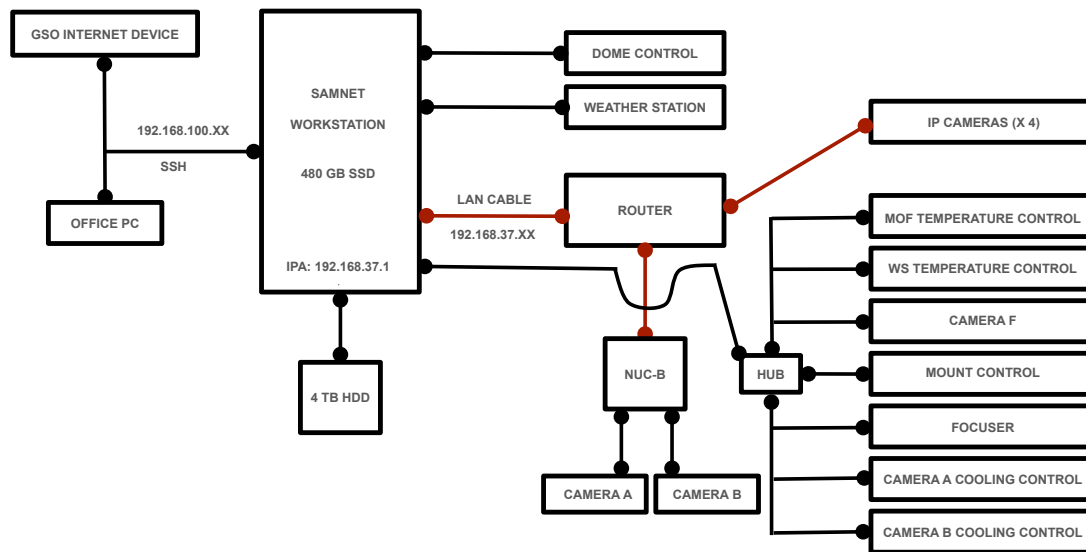 GSO INTERNET DEVICE
192.168.100.XX
SSH
OFFICE PC
SAMNET
WORKSTATION
480 GB SSD
IPA: 192.168.37.1
4 TB HDD
DOME CONTROL
WEATHER STATION
LAN CABLE
192.168.37.XX
ROUTER
IP CAMERAS (X 4)
NUC-B
CAMERA A
CAMERA B
HUB
MOF TEMPERATURE CONTROL
WS TEMPERATURE CONTROL
CAMERA F
MOUNT CONTROL
FOCUSER
CAMERA A COOLING CONTROL
CAMERA B COOLING CONTROL